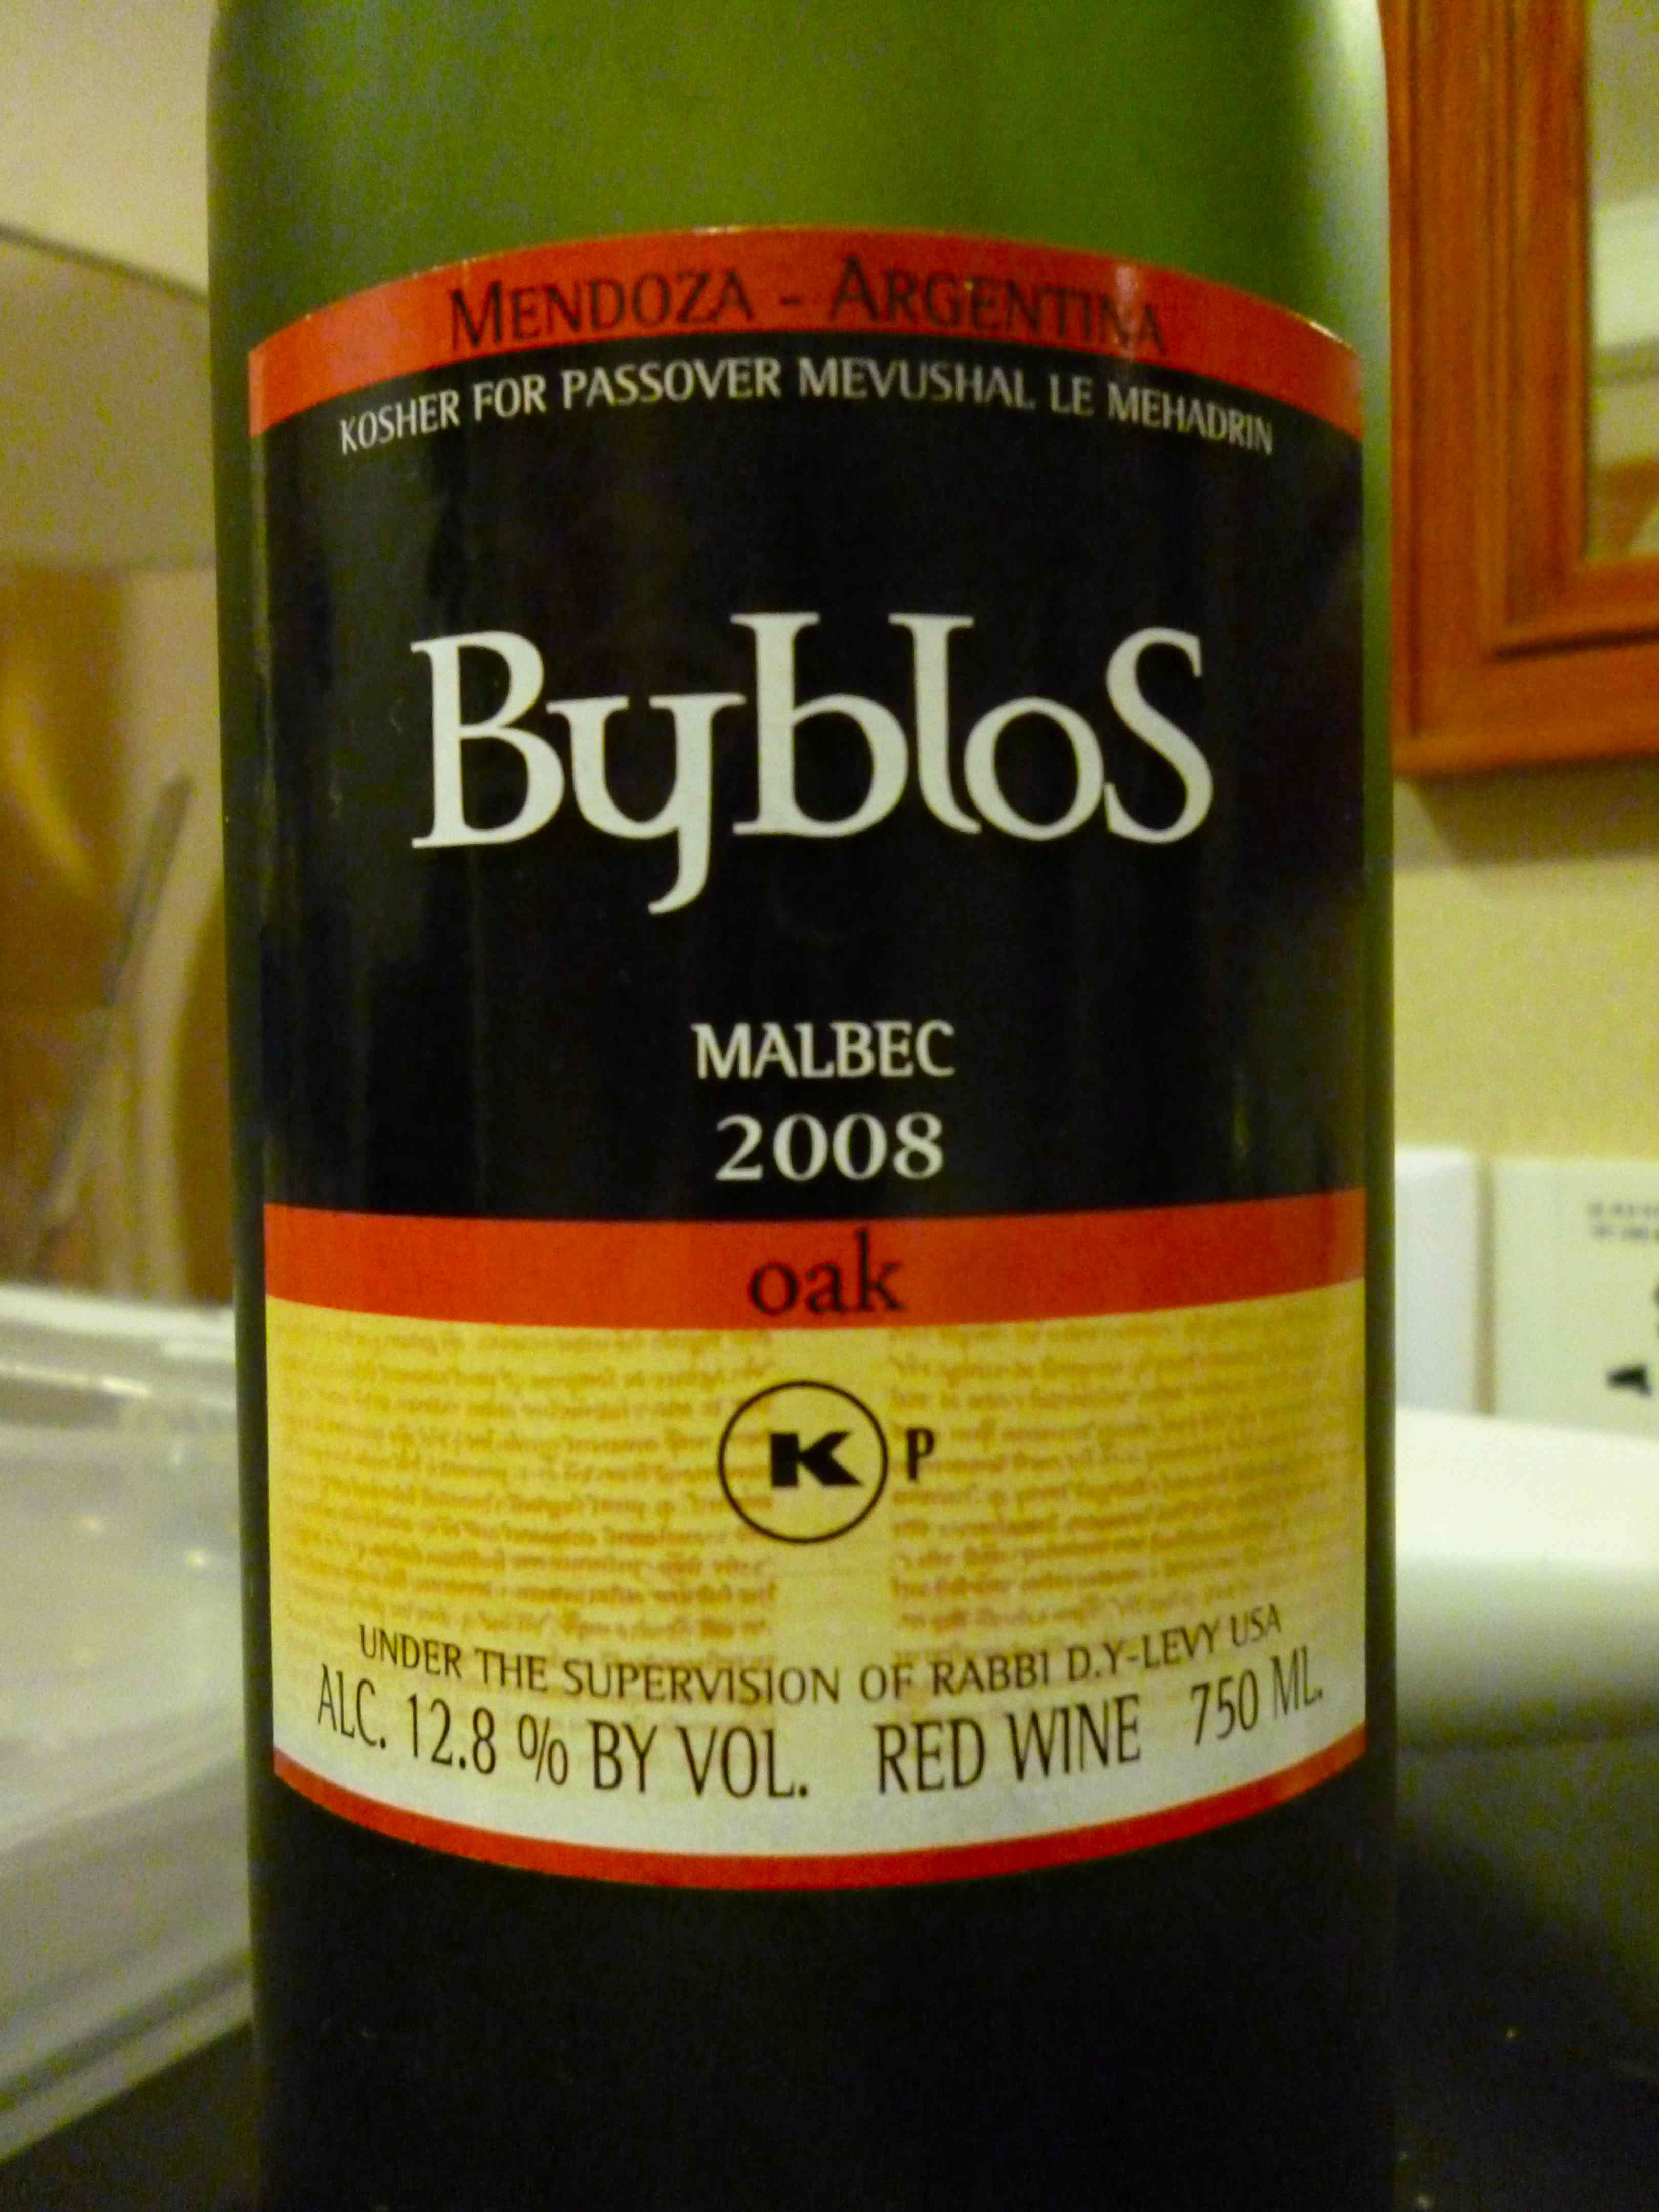 MENDOZA - ARGENTINA
KOSHER FOR PASSOVER MEVUSHAL LE MEHADRIN
BybloS
MALBEC
2008
oak
K P
UNDER THE SUPERVISION OF RABBI D.Y-LEVY USA
ALC. 12.8 % BY VOL. RED WINE 750 ML.